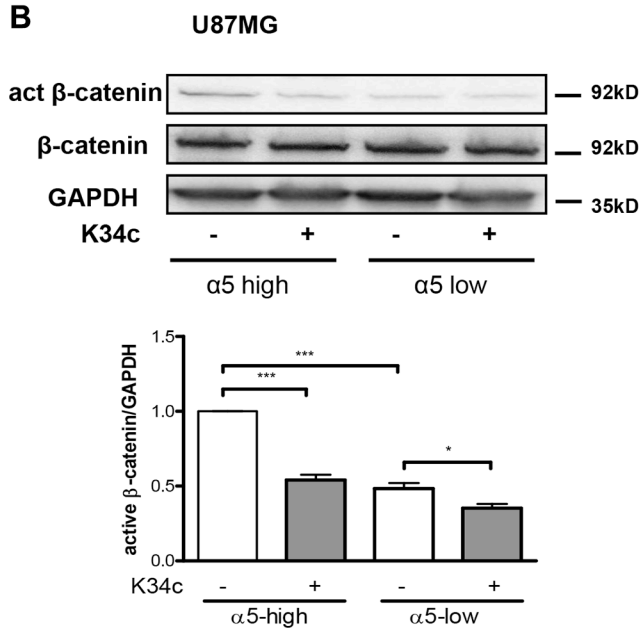 B
U87MG
act β-catenin 92kD
β-catenin 92kD
GAPDH 35kD
K34c - + - +
α5 high α5 low
active β-catenin/GAPDH
1.5
1.0
0.5
0.0
***
***
*
K34c - + - +
α5-high α5-low